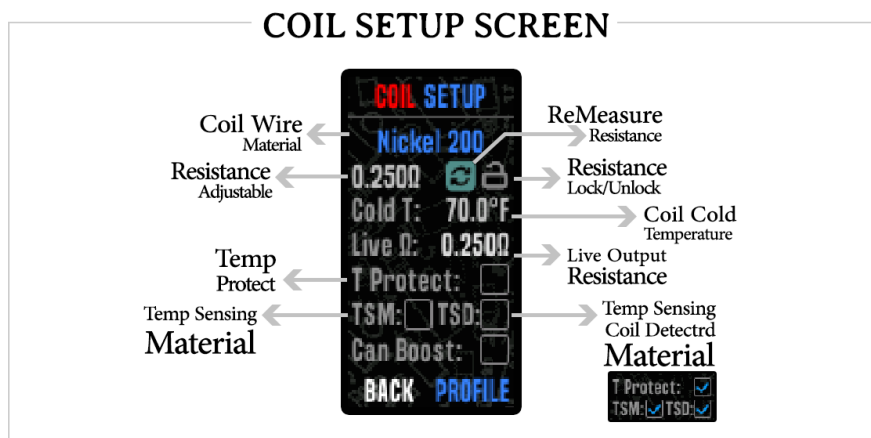 COIL SETUP SCREEN
COIL SETUP
Nickel 200
0.250Ω
Cold T: 70.0°F
Live Ω: 0.250Ω
T Protect:
TSM: TSD:
Can Boost:
BACK PROFILE
Coil Wire
Material
Resistance
Adjustable
Temp
Protect
Temp Sensing
Material
ReMeasure
Resistance
Resistance
Lock/Unlock
Coil Cold
Temperature
Live Output
Resistance
Temp Sensing
Coil Detectrd
Material
T Protect:
TSM: TSD: